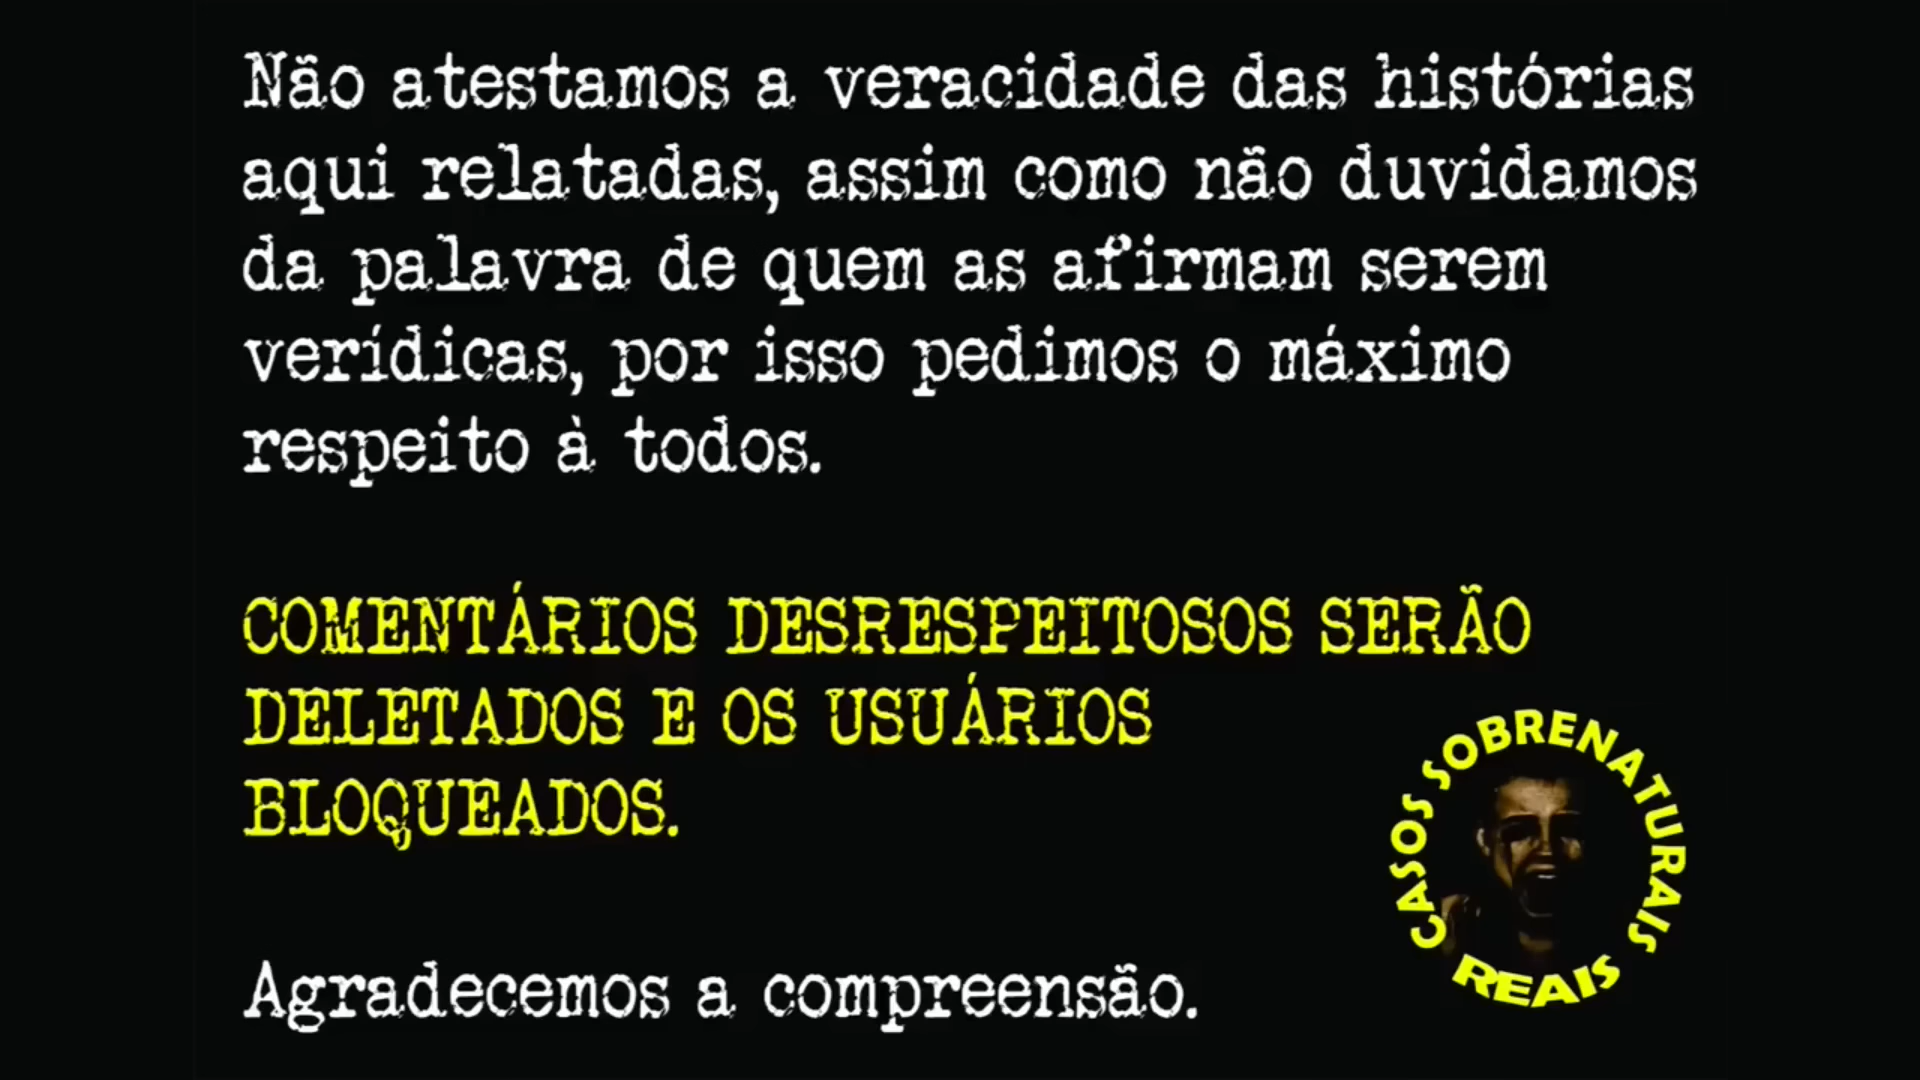 Não atestamos a veracidade das histórias
aqui relatadas, assim como não duvidamos
da palavra de quem as afirmam serem
verídicas, por isso pedimos o máximo
respeito à todos.
COMENTÁRIOS DESRESPEITOSOS SERÃO
DELETADOS E OS USUÁRIOS
BLOQUEADOS.
Agradecemos a compreensão.
CASOS SOBRENATURAIS
REAIS